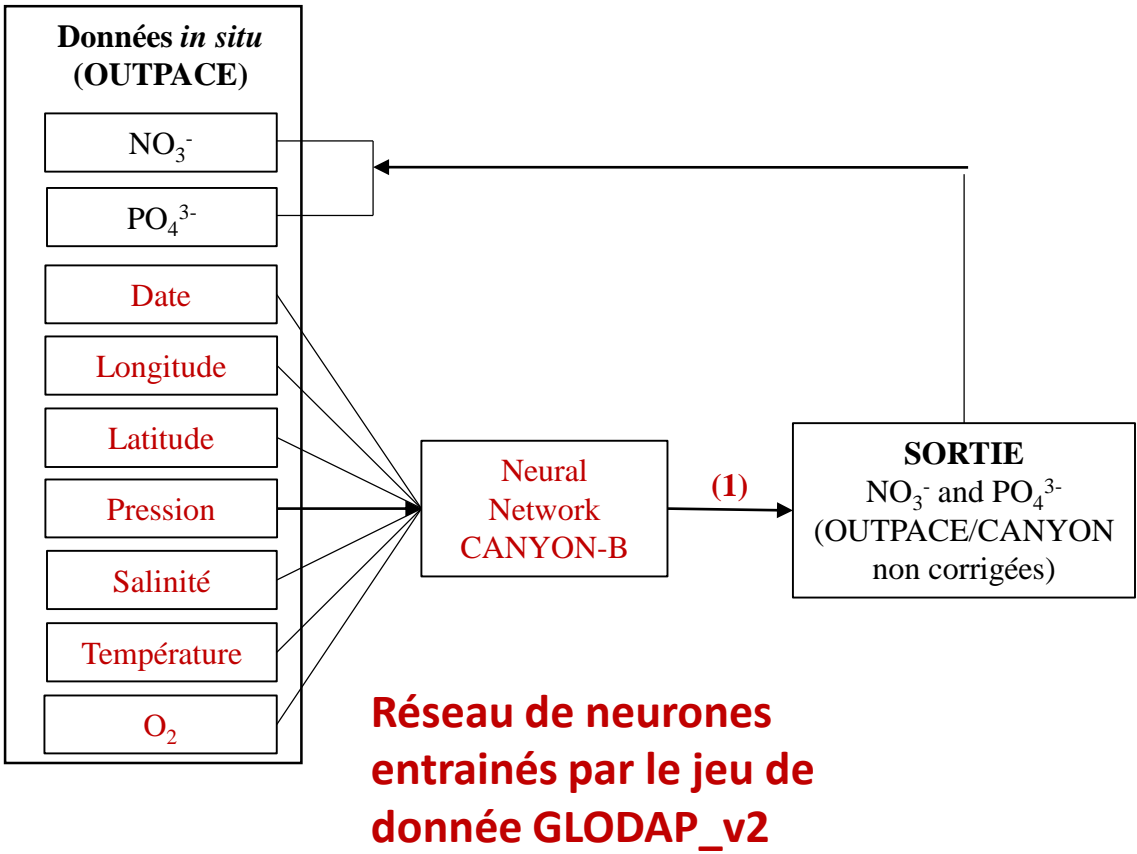 Données in situ
(OUTPACE)
NO₃⁻
PO₄³⁻
Date
Longitude
Latitude
Pression
Salinité
Température
O₂
Neural
Network
CANYON-B
(1)
SORTIE
NO₃⁻ and PO₄³⁻
(OUTPACE/CANYON
non corrigées)
Réseau de neurones
entrainés par le jeu de
donnée GLODAP_v2